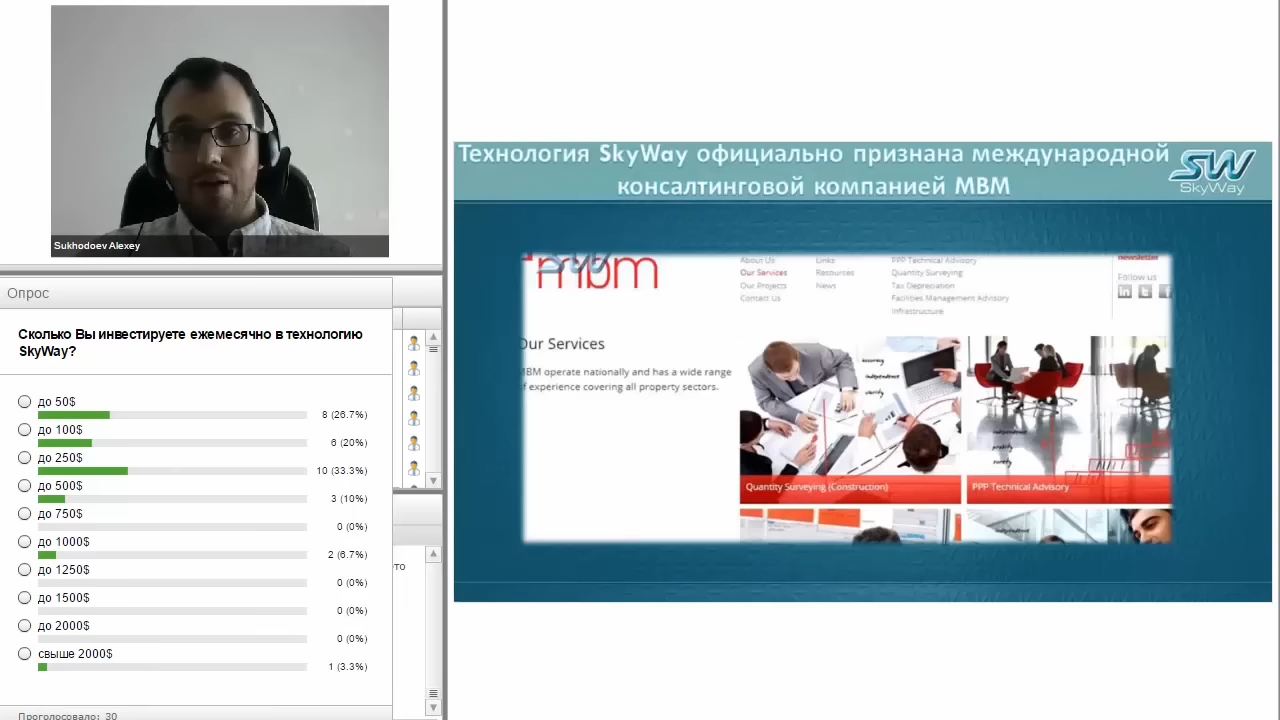 Sukhodoev Alexey
Опрос
Сколько Вы инвестируете ежемесячно в технологию
SkyWay?
до 50$
8 (26.7%)
до 100$
6 (20%)
до 250$
10 (33.3%)
до 500$
3 (10%)
до 750$
0 (0%)
до 1000$
2 (6.7%)
до 1250$
0 (0%)
до 1500$
0 (0%)
до 2000$
0 (0%)
свыше 2000$
1 (3.3%)
Проголосовало: 30
Технология SkyWay официально признана международной
консалтинговой компанией MBM
SW
SkyWay
SW
mbm
About Us
Our Services
Our Projects
Contact Us
Links
Resources
News
PPP Technical Advisory
Quantity Surveying
Tax Depreciation
Facilities Management Advisory
Infrastructure
newsletter
Follow us
Our Services
MBM operate nationally and has a wide range
of experience covering all property sectors.
accuracy
independence
clarity
Quantity Surveying (Construction)
PPP Technical Advisory